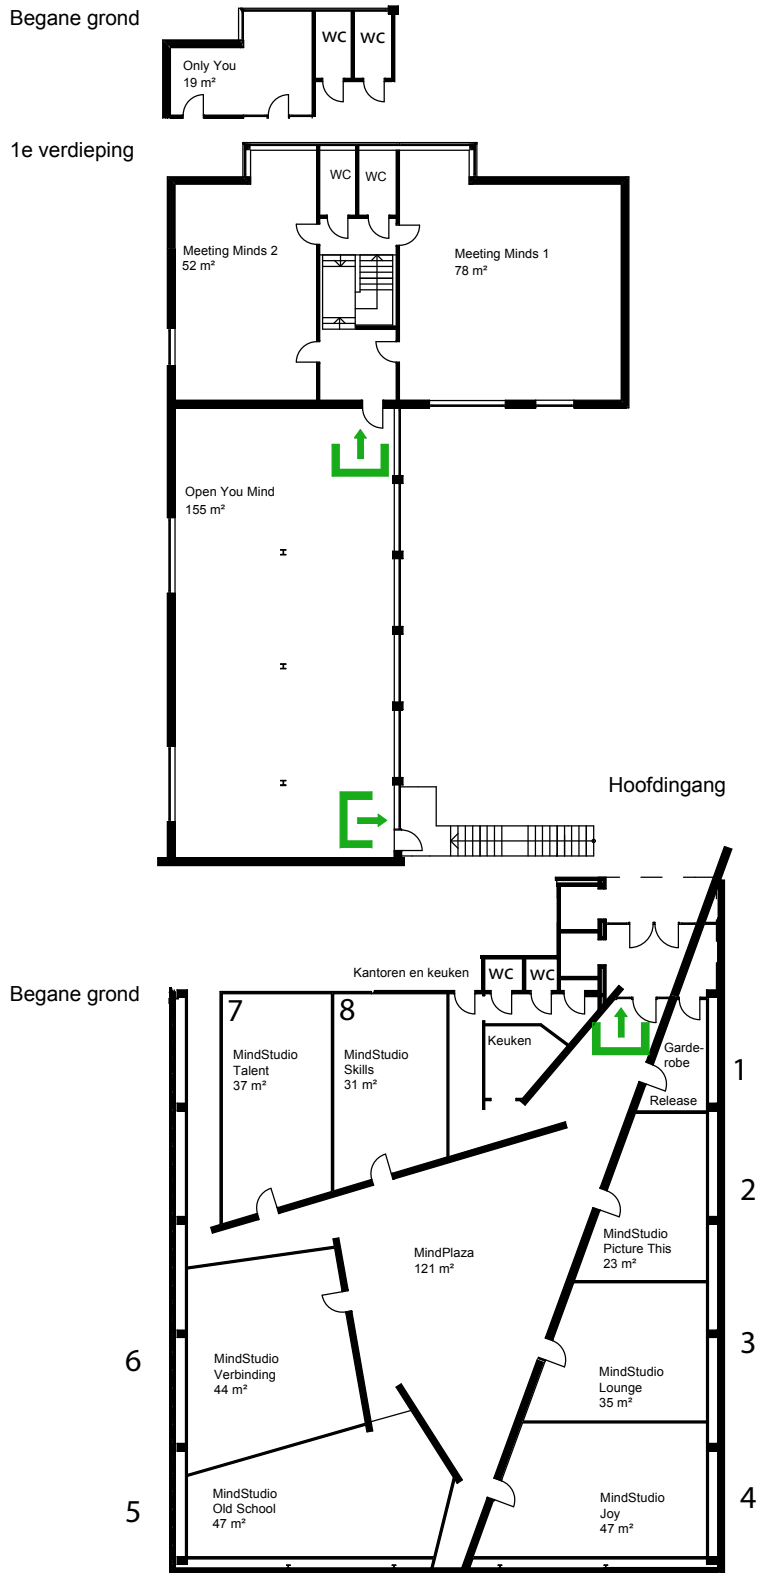 Begane grond
WC
WC
Only You
19 m²
1e verdieping
WC
WC
Meeting Minds 2
52 m²
Meeting Minds 1
78 m²
Open You Mind
155 m²
Hoofdingang
Kantoren en keuken
WC
WC
Begane grond
7
8
Keuken
MindStudio
Talent
37 m²
MindStudio
Skills
31 m²
Garde-
robe
1
Release
2
MindStudio
Picture This
23 m²
MindPlaza
121 m²
3
6
MindStudio
Verbinding
44 m²
MindStudio
Lounge
35 m²
4
5
MindStudio
Old School
47 m²
MindStudio
Joy
47 m²